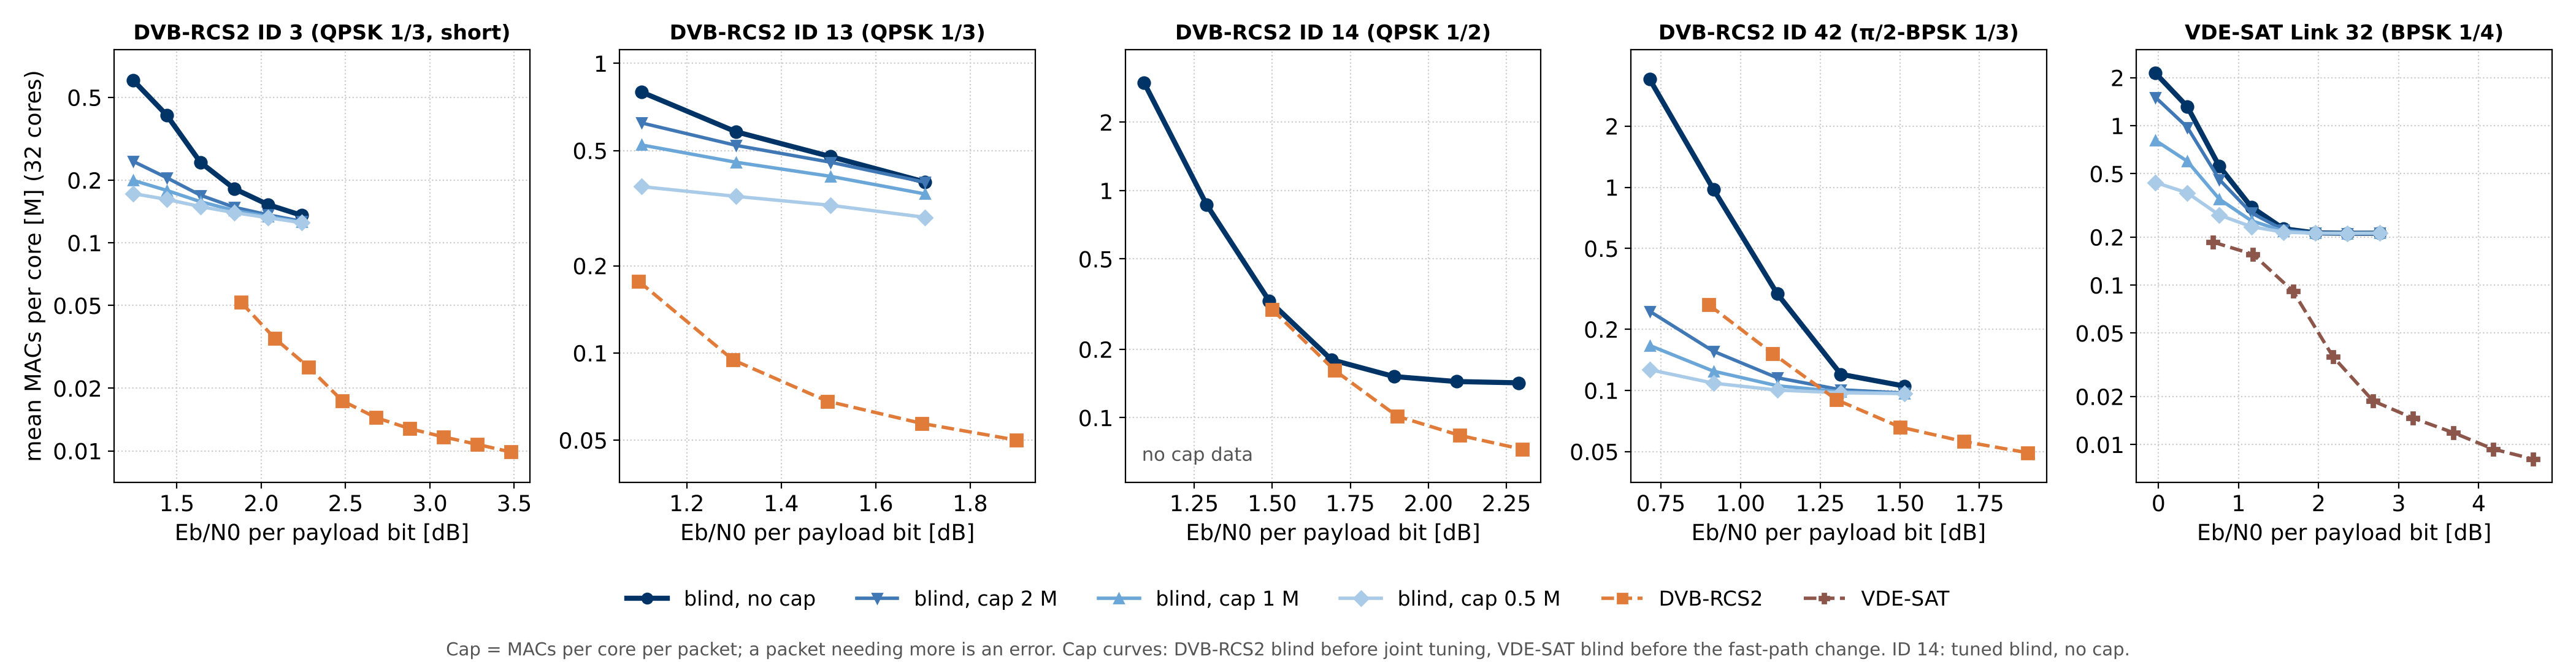 DVB-RCS2 ID 3 (QPSK 1/3, short)
mean MACs per core [M] (32 cores)
0.5
0.2
0.1
0.05
0.02
0.01
1.5 2.0 2.5 3.0 3.5
Eb/N0 per payload bit [dB]
DVB-RCS2 ID 13 (QPSK 1/3)
1
0.5
0.2
0.1
0.05
1.2 1.4 1.6 1.8
Eb/N0 per payload bit [dB]
DVB-RCS2 ID 14 (QPSK 1/2)
2
1
0.5
0.2
0.1
no cap data
1.25 1.50 1.75 2.00 2.25
Eb/N0 per payload bit [dB]
DVB-RCS2 ID 42 (π/2-BPSK 1/3)
2
1
0.5
0.2
0.1
0.05
0.75 1.00 1.25 1.50 1.75
Eb/N0 per payload bit [dB]
VDE-SAT Link 32 (BPSK 1/4)
2
1
0.5
0.2
0.1
0.05
0.02
0.01
0 1 2 3 4
Eb/N0 per payload bit [dB]
blind, no cap blind, cap 2 M blind, cap 1 M blind, cap 0.5 M DVB-RCS2 VDE-SAT
Cap = MACs per core per packet; a packet needing more is an error. Cap curves: DVB-RCS2 blind before joint tuning, VDE-SAT blind before the fast-path change. ID 14: tuned blind, no cap.